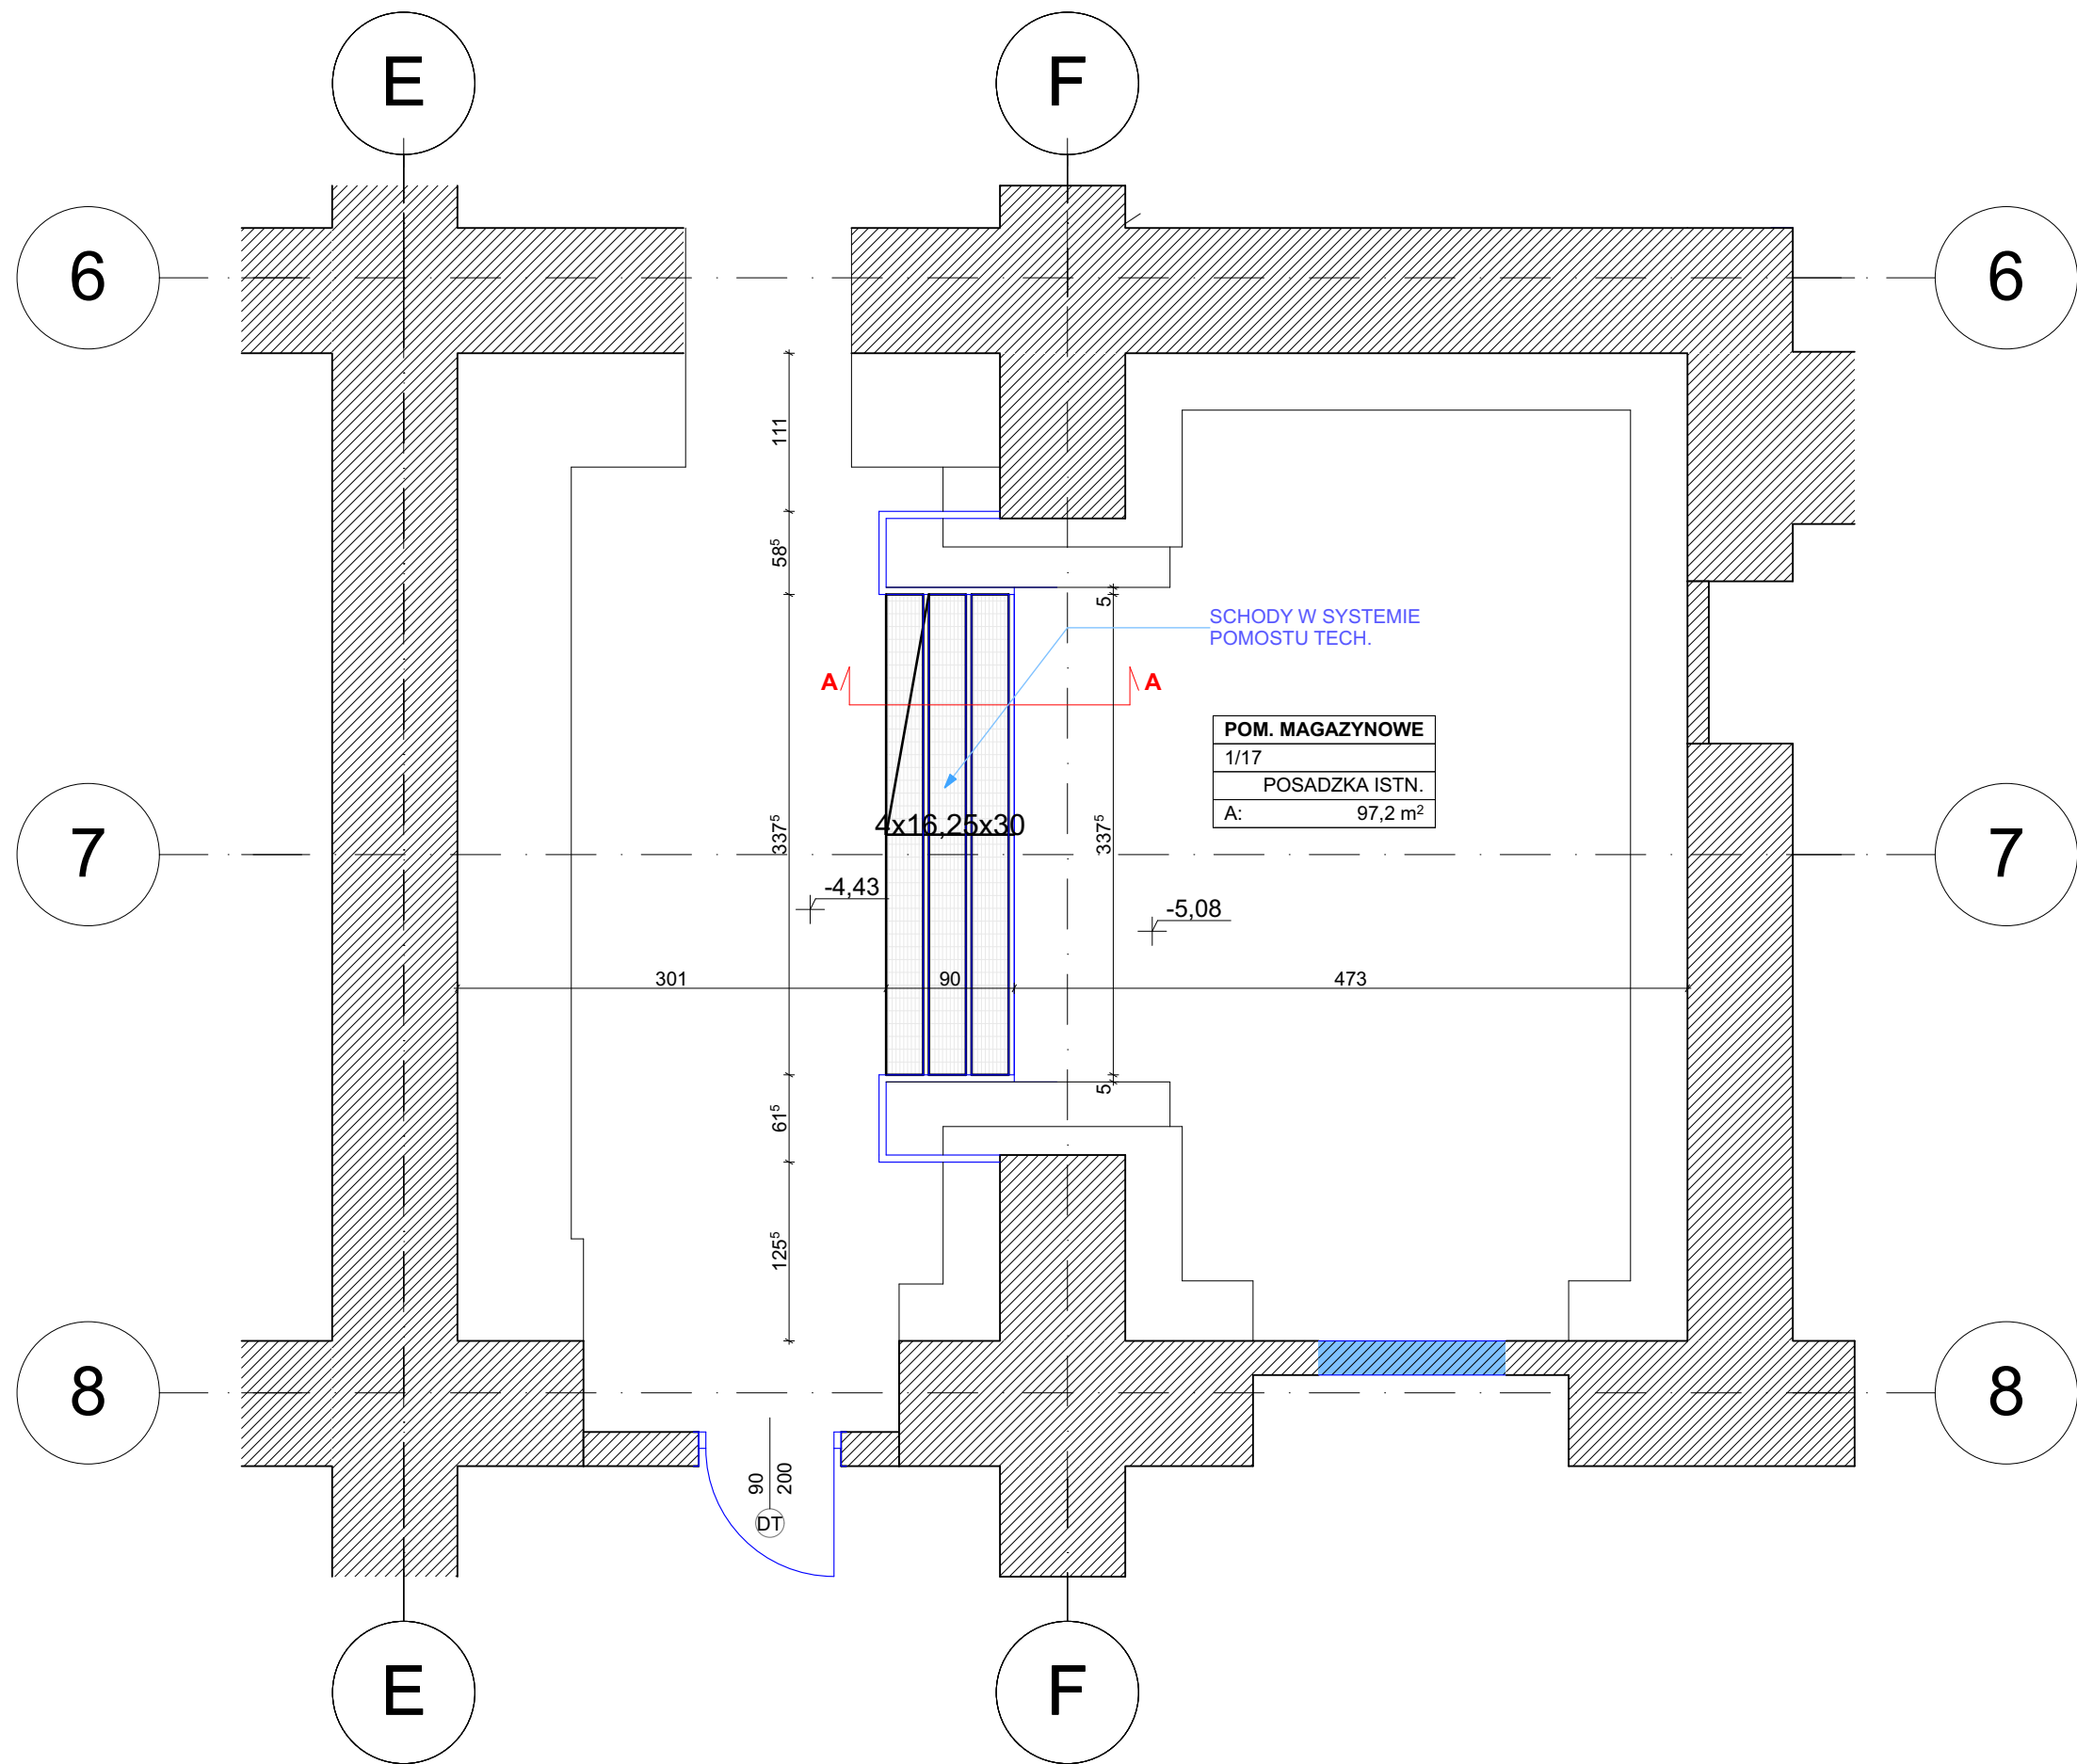 E
F
6
6
111
58⁵
5
SCHODY W SYSTEMIE
POMOSTU TECH.
A
A
POM. MAGAZYNOWE
1/17
POSADZKA ISTN.
A: 97,2 m²
4x16,25x30
337⁵
337⁵
7
7
-4,43
-5,08
301
90
473
5
61⁵
125⁵
8
8
90
200
DT
E
F